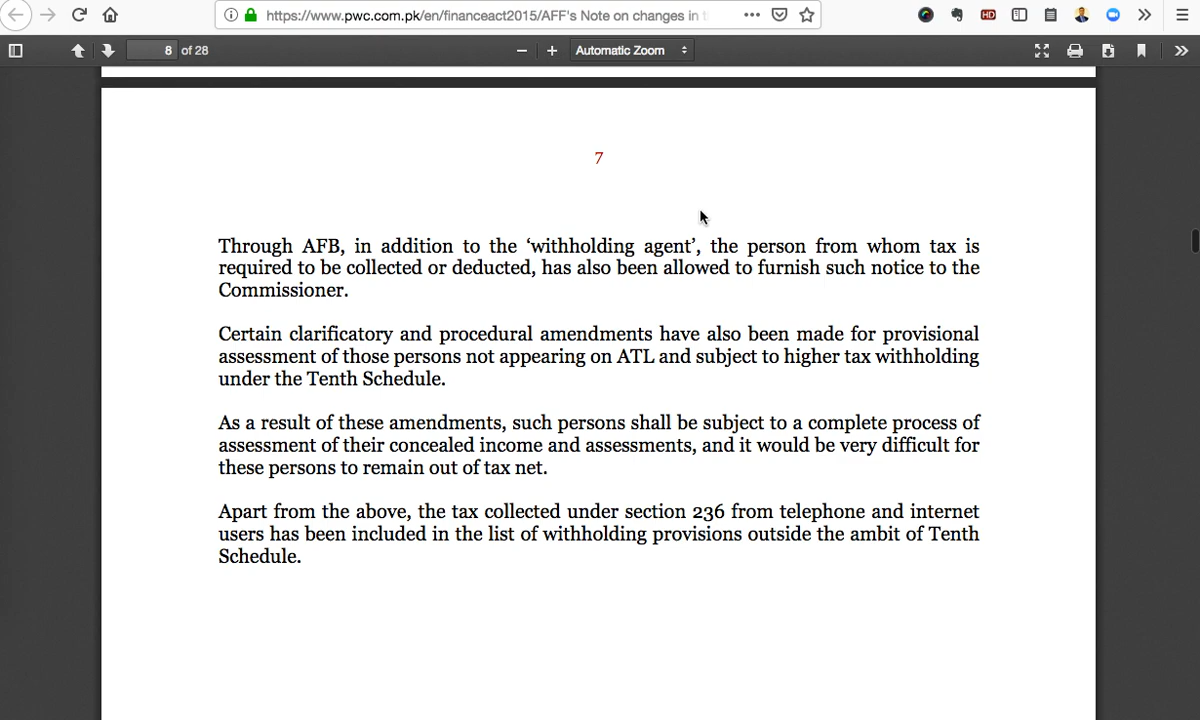 https://www.pwc.com.pk/en/financeact2015/AFF's Note on changes in
HD
8 of 28
Automatic Zoom
7
Through AFB, in addition to the ‘withholding agent’, the person from whom tax is
required to be collected or deducted, has also been allowed to furnish such notice to the
Commissioner.
Certain clarificatory and procedural amendments have also been made for provisional
assessment of those persons not appearing on ATL and subject to higher tax withholding
under the Tenth Schedule.
As a result of these amendments, such persons shall be subject to a complete process of
assessment of their concealed income and assessments, and it would be very difficult for
these persons to remain out of tax net.
Apart from the above, the tax collected under section 236 from telephone and internet
users has been included in the list of withholding provisions outside the ambit of Tenth
Schedule.